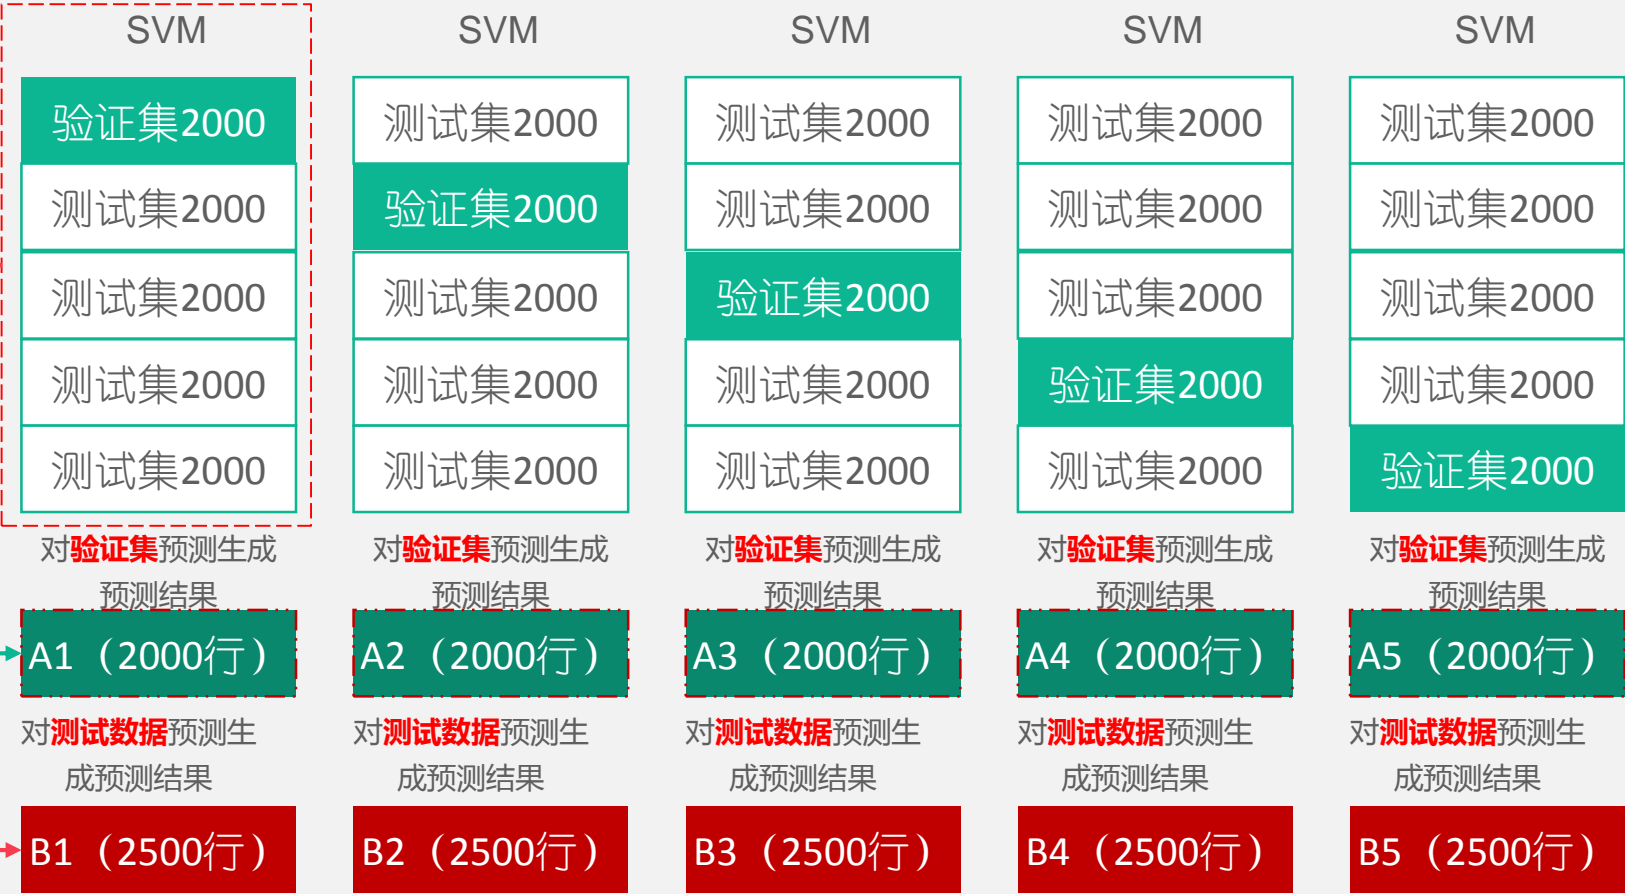 SVM
验证集2000
测试集2000
测试集2000
测试集2000
测试集2000
对验证集预测生成
预测结果
A1（2000行）
对测试数据预测生
成预测结果
B1（2500行）
SVM
测试集2000
验证集2000
测试集2000
测试集2000
测试集2000
对验证集预测生成
预测结果
A2（2000行）
对测试数据预测生
成预测结果
B2（2500行）
SVM
测试集2000
测试集2000
验证集2000
测试集2000
测试集2000
对验证集预测生成
预测结果
A3（2000行）
对测试数据预测生
成预测结果
B3（2500行）
SVM
测试集2000
测试集2000
测试集2000
验证集2000
测试集2000
对验证集预测生成
预测结果
A4（2000行）
对测试数据预测生
成预测结果
B4（2500行）
SVM
测试集2000
测试集2000
测试集2000
测试集2000
验证集2000
对验证集预测生成
预测结果
A5（2000行）
对测试数据预测生
成预测结果
B5（2500行）